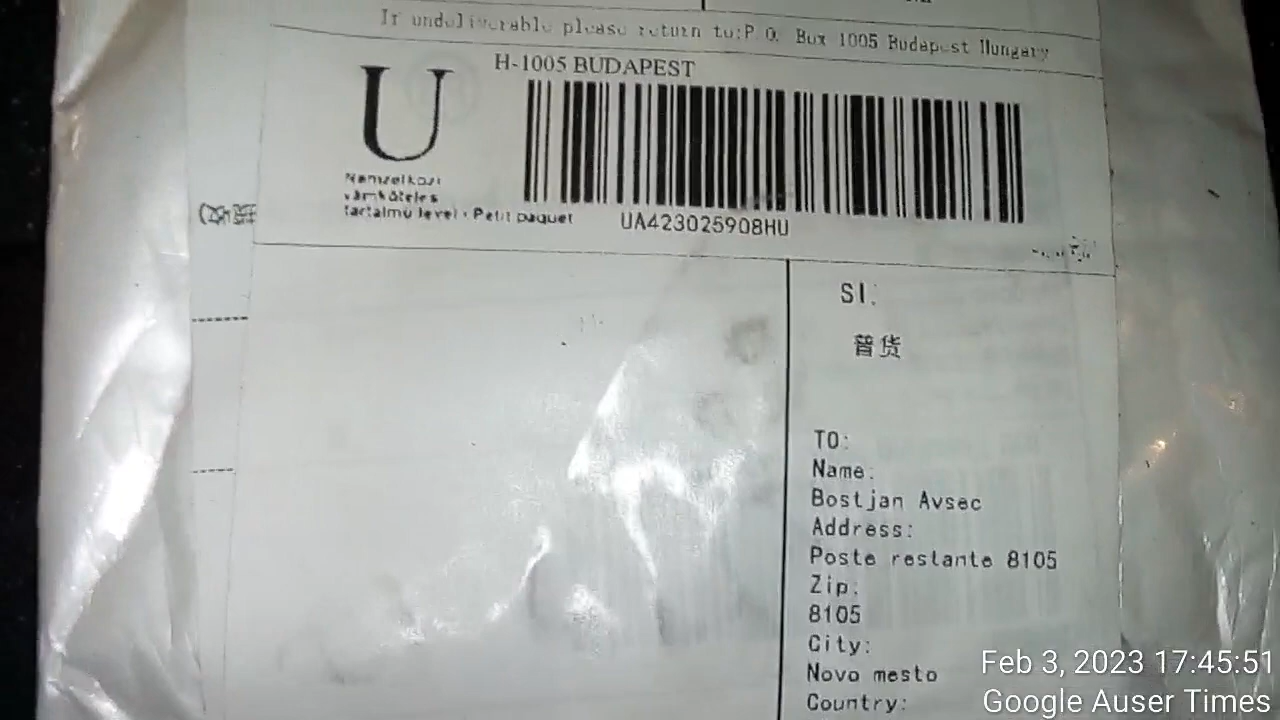 If undeliverable please return to:P.O. Box 1005 Budapest Hungary
H-1005 BUDAPEST
U
Nemzetközi
vámköteles
tartalmú levél · Petit paquet
UA423025908HU
SI.
普货
TO:
Name:
Bostjan Avsec
Address:
Poste restante 8105
Zip:
8105
City:
Novo mesto
Country:
Feb 3, 2023 17:45:51
Google Auser Times